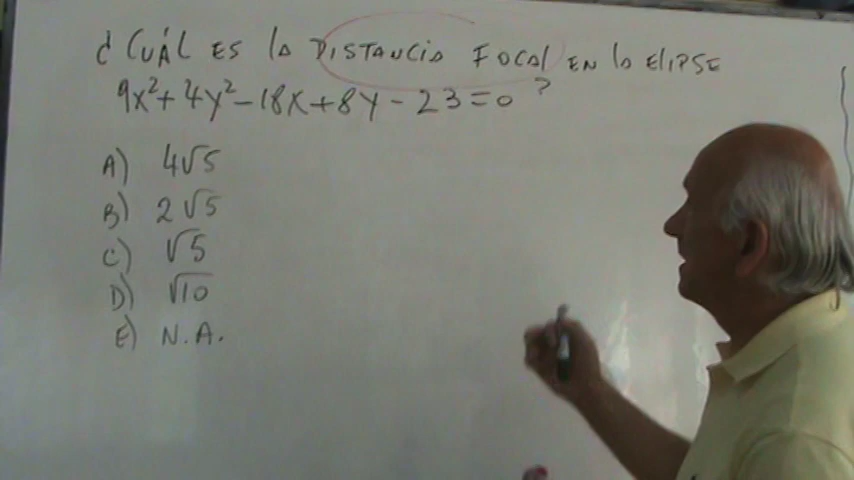 ¿CUÁL ES LA DISTANCIA FOCAL EN LA ELIPSE
9x²+4y²-18x+8y-23=0?
A) 4√5
B) 2√5
C) √5
D) √10
E) N.A.